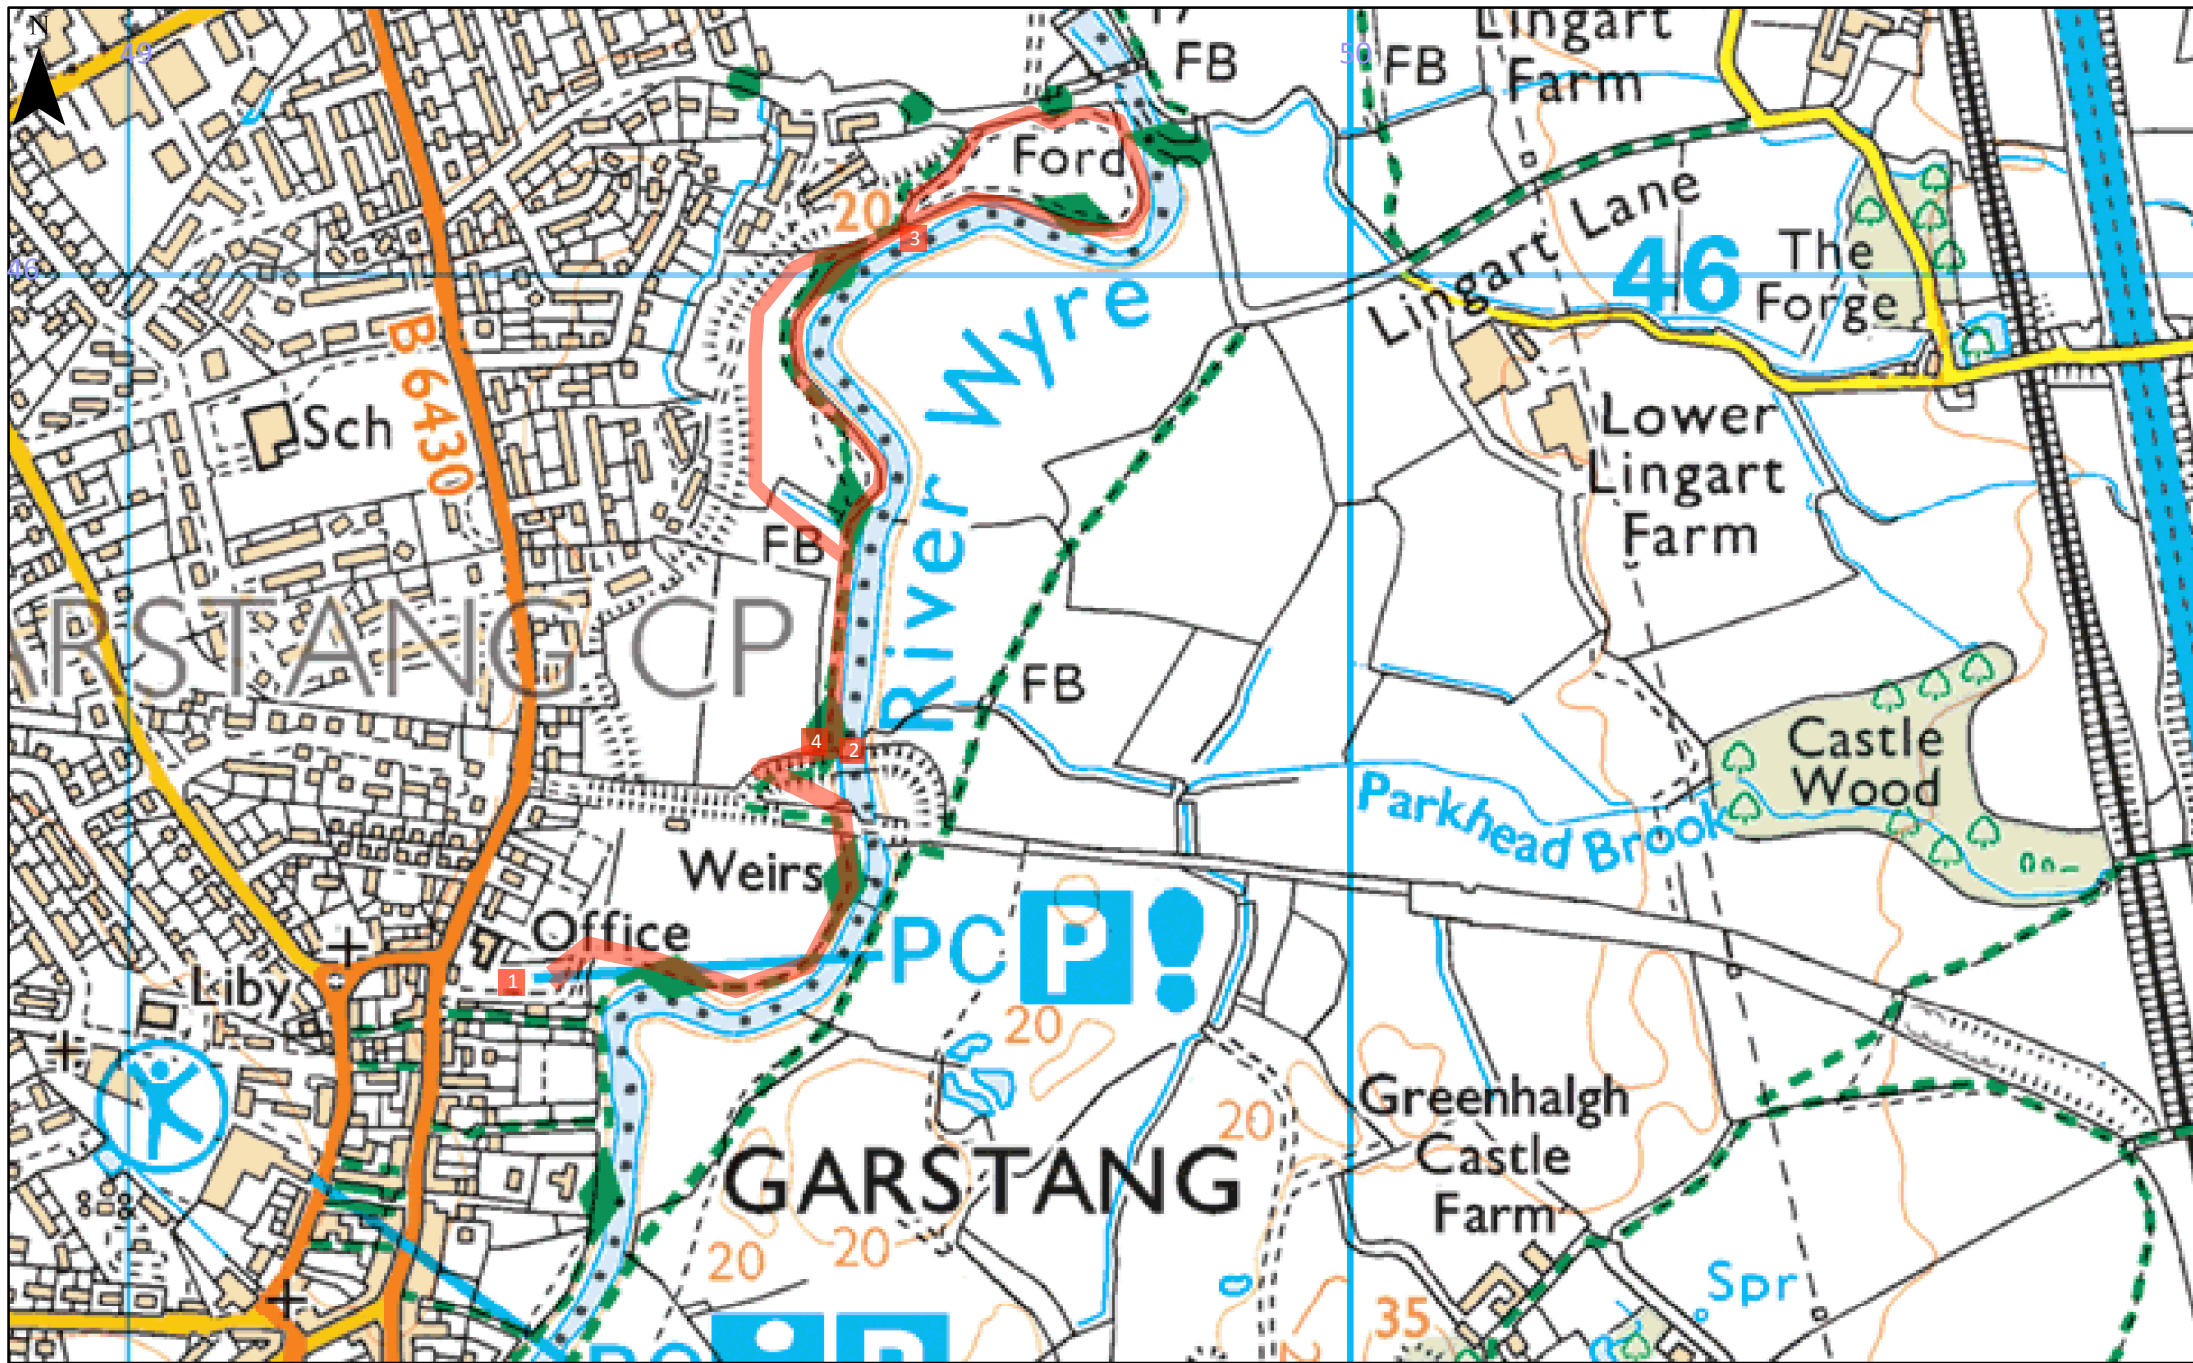 N
49
50
17
FB
FB
Lingart
Farm
Ford
20
3
46
Lingart Lane
46
The
Forge
B 6430
Sch
River Wyre
Lower
Lingart
Farm
FB
ARSTANG CP
FB
4
2
Castle
Wood
Parkhead Brook
Weirs
Office
PC P
1
Liby
20
Greenhalgh
Castle
Farm
20
GARSTANG
20
20
Spr
35